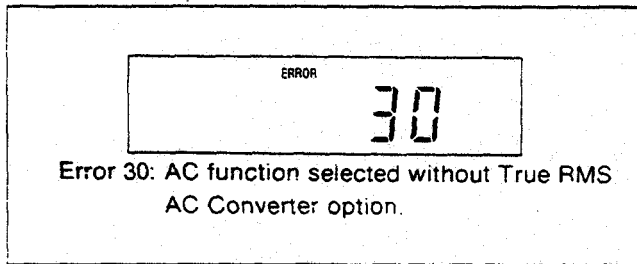 ERROR
30
Error 30: AC function selected without True RMS
AC Converter option.